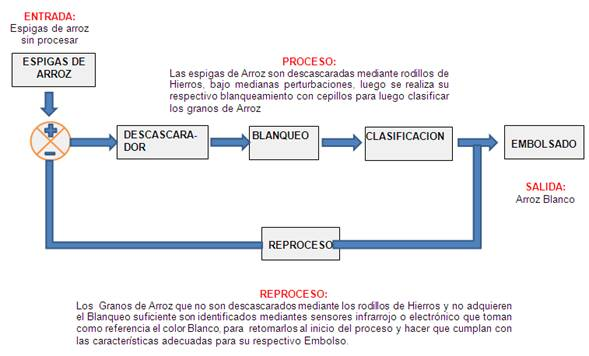 ENTRADA:
Espigas de arroz
sin procesar
ESPIGAS DE
ARROZ
PROCESO:
Las espigas de Arroz son descascaradas mediante rodillos de
Hierros, bajo medianas perturbaciones, luego se realiza su
respectivo blanqueamiento con cepillos para luego clasificar
los granos de Arroz
+
DESCASCARA-
DOR
BLANQUEO
CLASIFICACION
EMBOLSADO
–
SALIDA:
Arroz Blanco
REPROCESO
REPROCESO:
Los Granos de Arroz que no son descascarados mediante los rodillos de Hierros y no adquieren
el Blanqueo suficiente son identificados mediantes sensores infrarrojo o electrónico que toman
como referencia el color Blanco, para retornarlos al inicio del proceso y hacer que cumplan con
las características adecuadas para su respectivo Embolso.